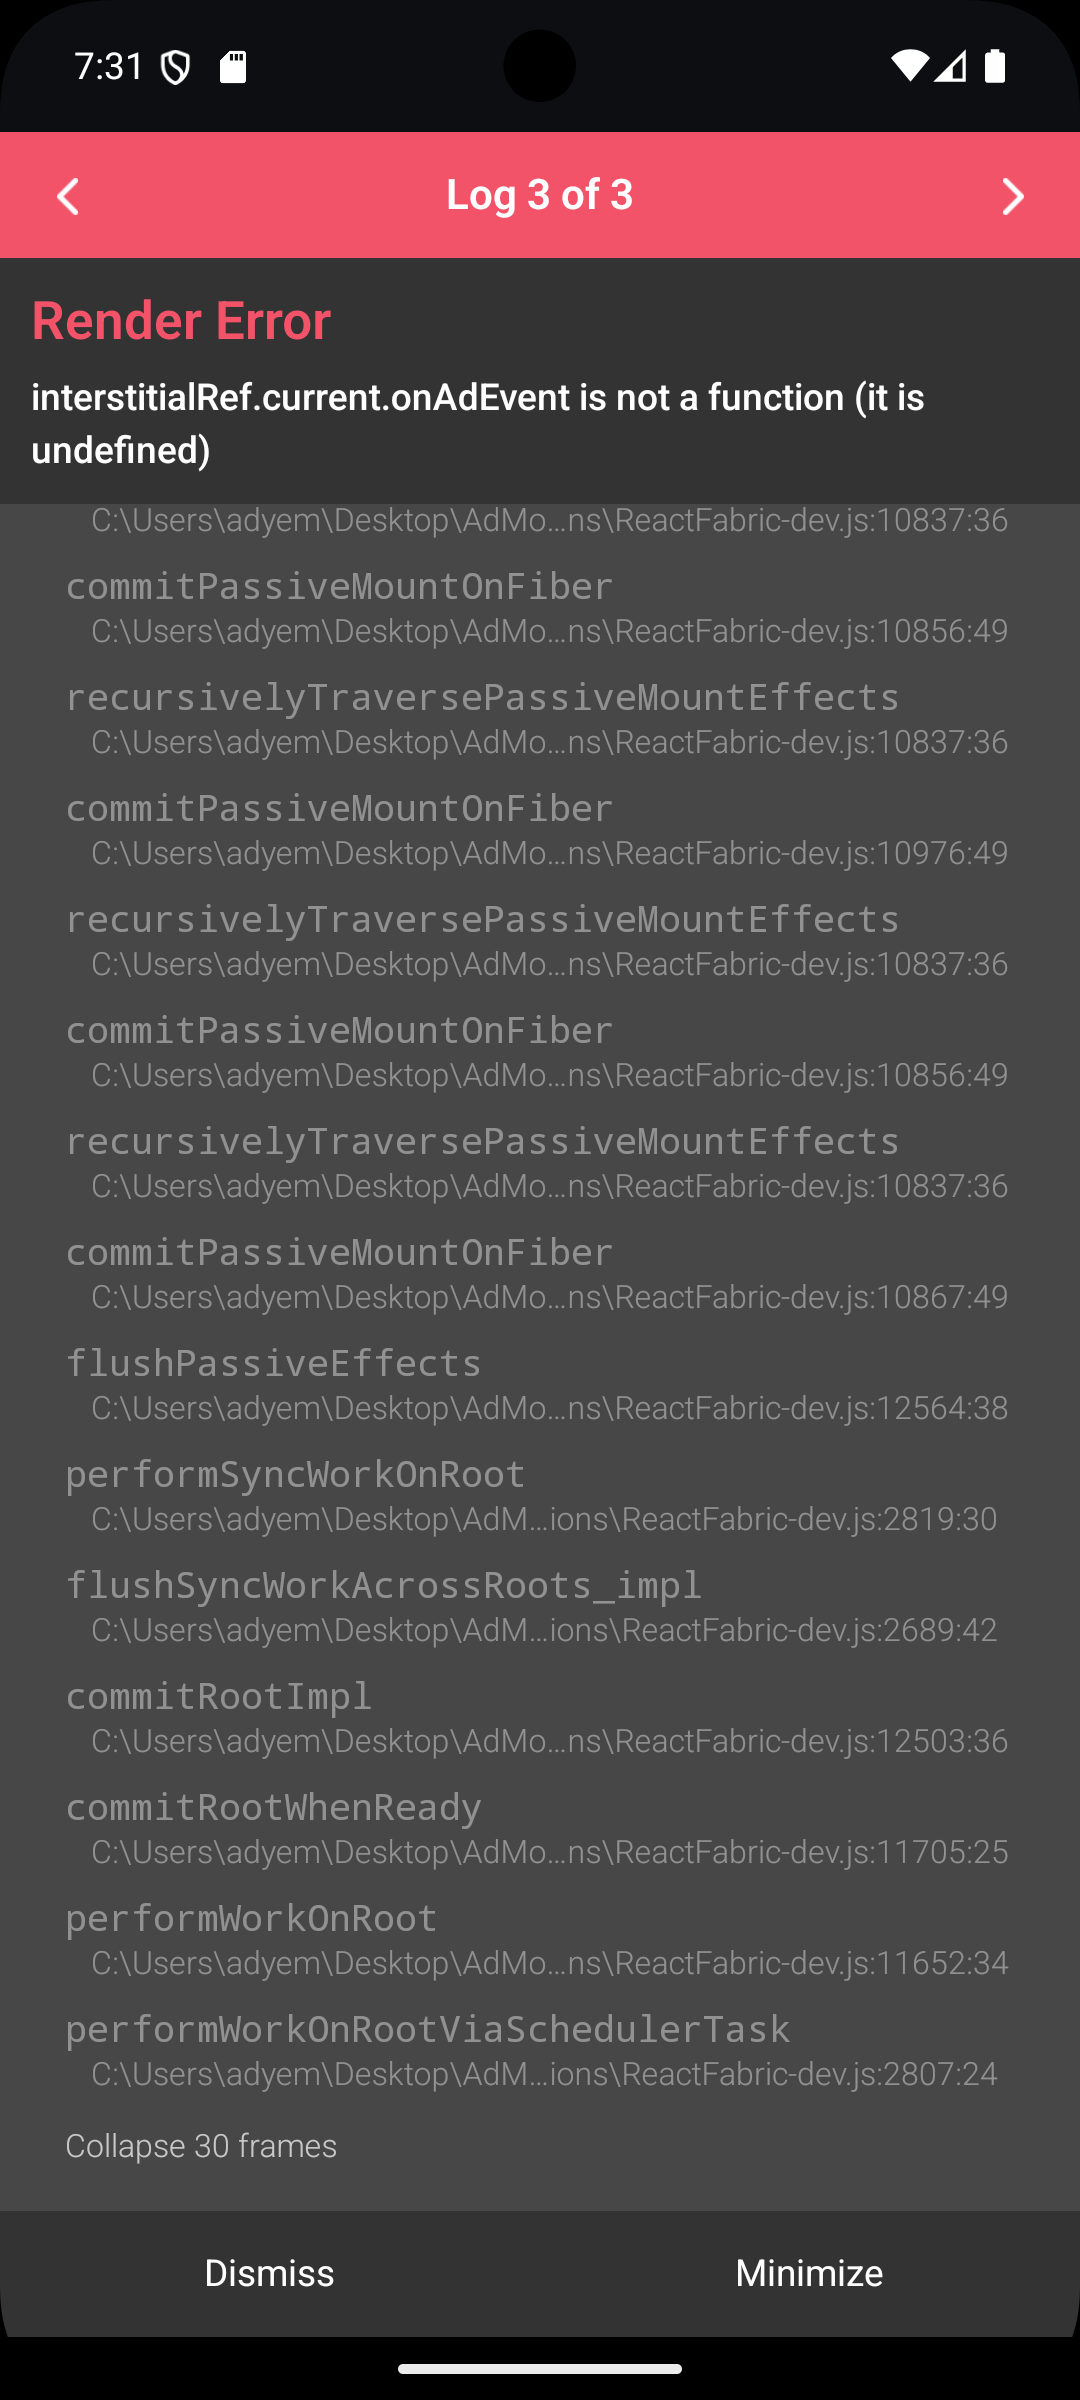 7:31
Log 3 of 3
Render Error
interstitialRef.current.onAdEvent is not a function (it is
undefined)
C:\Users\adyem\Desktop\AdMo...ns\ReactFabric-dev.js:10837:36
commitPassiveMountOnFiber
C:\Users\adyem\Desktop\AdMo...ns\ReactFabric-dev.js:10856:49
recursivelyTraversePassiveMountEffects
C:\Users\adyem\Desktop\AdMo...ns\ReactFabric-dev.js:10837:36
commitPassiveMountOnFiber
C:\Users\adyem\Desktop\AdMo...ns\ReactFabric-dev.js:10976:49
recursivelyTraversePassiveMountEffects
C:\Users\adyem\Desktop\AdMo...ns\ReactFabric-dev.js:10837:36
commitPassiveMountOnFiber
C:\Users\adyem\Desktop\AdMo...ns\ReactFabric-dev.js:10856:49
recursivelyTraversePassiveMountEffects
C:\Users\adyem\Desktop\AdMo...ns\ReactFabric-dev.js:10837:36
commitPassiveMountOnFiber
C:\Users\adyem\Desktop\AdMo...ns\ReactFabric-dev.js:10867:49
flushPassiveEffects
C:\Users\adyem\Desktop\AdMo...ns\ReactFabric-dev.js:12564:38
performSyncWorkOnRoot
C:\Users\adyem\Desktop\AdM...ions\ReactFabric-dev.js:2819:30
flushSyncWorkAcrossRoots_impl
C:\Users\adyem\Desktop\AdM...ions\ReactFabric-dev.js:2689:42
commitRootImpl
C:\Users\adyem\Desktop\AdMo...ns\ReactFabric-dev.js:12503:36
commitRootWhenReady
C:\Users\adyem\Desktop\AdMo...ns\ReactFabric-dev.js:11705:25
performWorkOnRoot
C:\Users\adyem\Desktop\AdMo...ns\ReactFabric-dev.js:11652:34
performWorkOnRootViaSchedulerTask
C:\Users\adyem\Desktop\AdM...ions\ReactFabric-dev.js:2807:24
Collapse 30 frames
Dismiss
Minimize